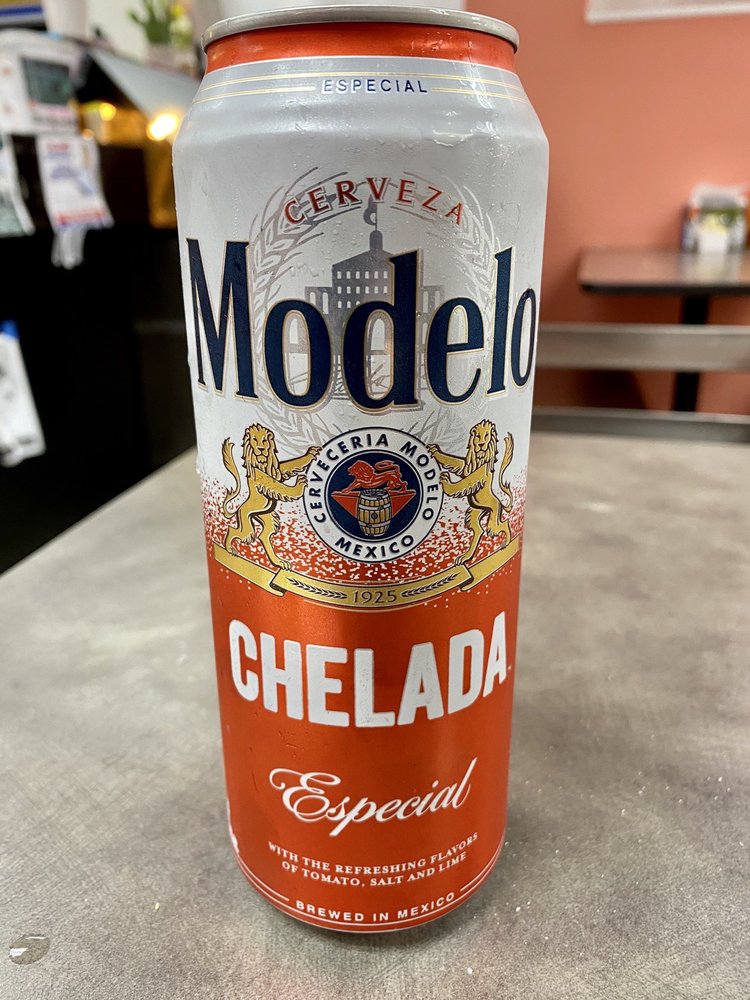 ESPECIAL
CERVEZA
Modelo
CERVECERIA MODELO
MEXICO
1925
CHELADA
Especial
WITH THE REFRESHING FLAVORS
OF TOMATO, SALT AND LIME
BREWED IN MEXICO